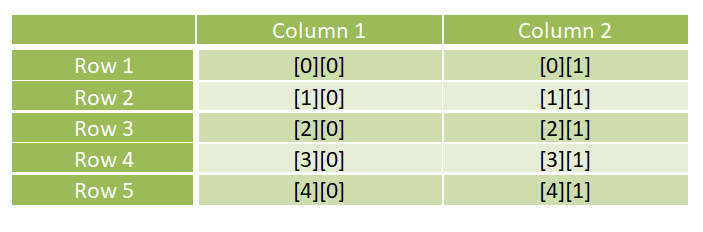 Column 1 Column 2
Row 1 [0][0] [0][1]
Row 2 [1][0] [1][1]
Row 3 [2][0] [2][1]
Row 4 [3][0] [3][1]
Row 5 [4][0] [4][1]